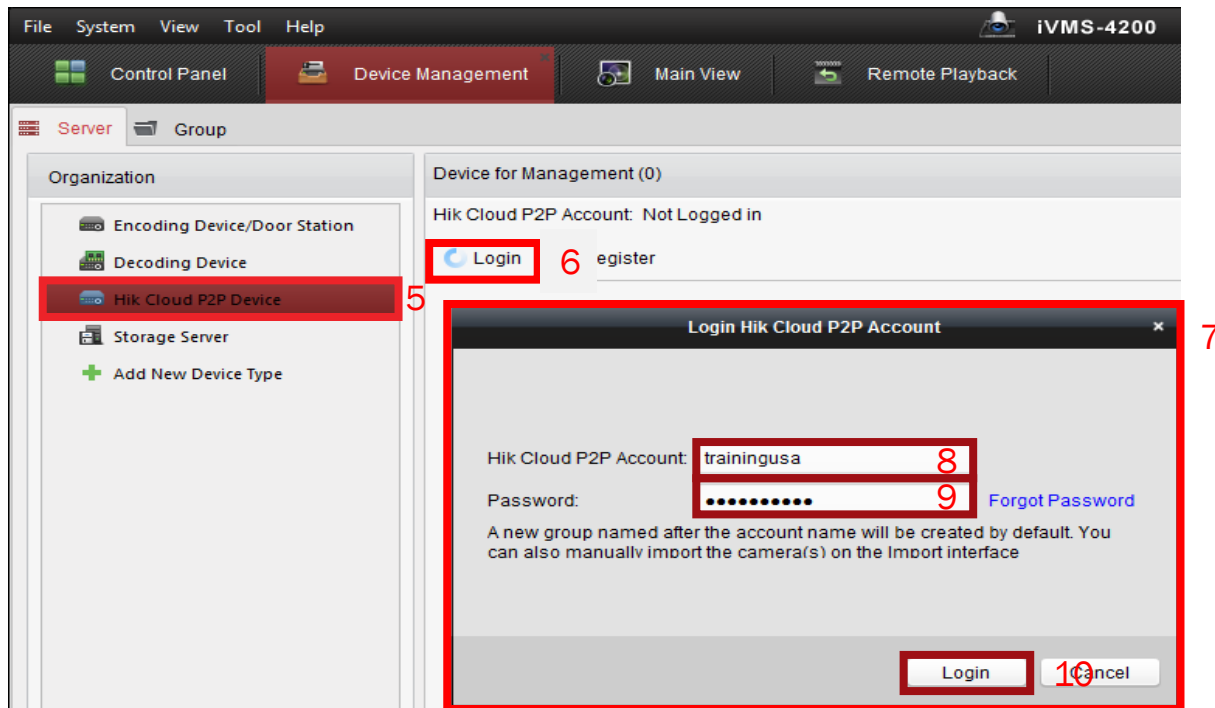 File System View Tool Help iVMS-4200
Control Panel Device Management Main View Remote Playback
Server Group
Organization
Encoding Device/Door Station
Decoding Device
Hik Cloud P2P Device 5
Storage Server
Add New Device Type
Device for Management (0)
Hik Cloud P2P Account: Not Logged in
Login 6 egister
Login Hik Cloud P2P Account × 7
Hik Cloud P2P Account: trainingusa 8
Password: ●●●●●●●●●● 9 Forgot Password
A new group named after the account name will be created by default. You
can also manually import the camera(s) on the Import interface
Login 10 Cancel